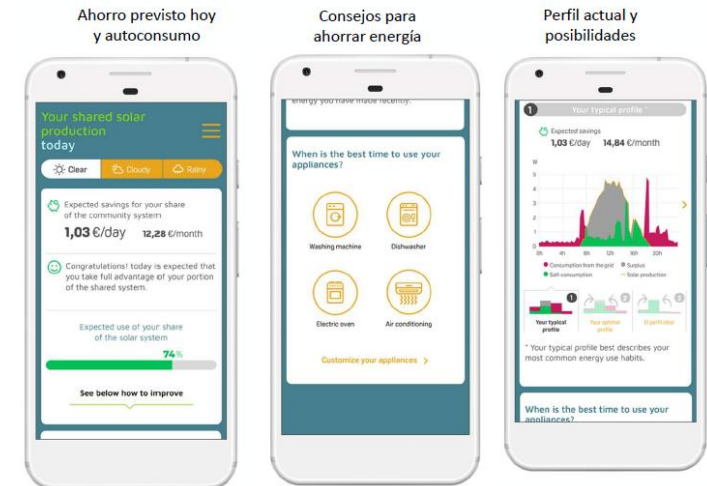 Ahorro previsto hoy
y autoconsumo
Your shared solar
production
today
Clear
Cloudy
Rainy
Expected savings for your share
of the community system
1,03 €/day 12,28 €/month
Congratulations! today is expected that
you take full advantage of your portion
of the shared system.
Expected use of your share
of the solar system
74%
See below how to improve
Consejos para
ahorrar energía
energy you have made recently.
When is the best time to use your
appliances?
Washing machine
Dishwasher
Electric oven
Air conditioning
Customize your appliances >
Perfil actual y
posibilidades
1
Your typical profile *
Expected savings
1,03 €/day 14,84 €/month
W
5
4
3
2
1
0
0h 4h 8h 12h 16h 20h
Consumption from the grid
Surplus
Self-consumption
Solar production
1
2
3
Your typical
profile
Your optimal
profile
* Your typical profile best describes your
most common energy use habits.
When is the best time to use your
appliances?